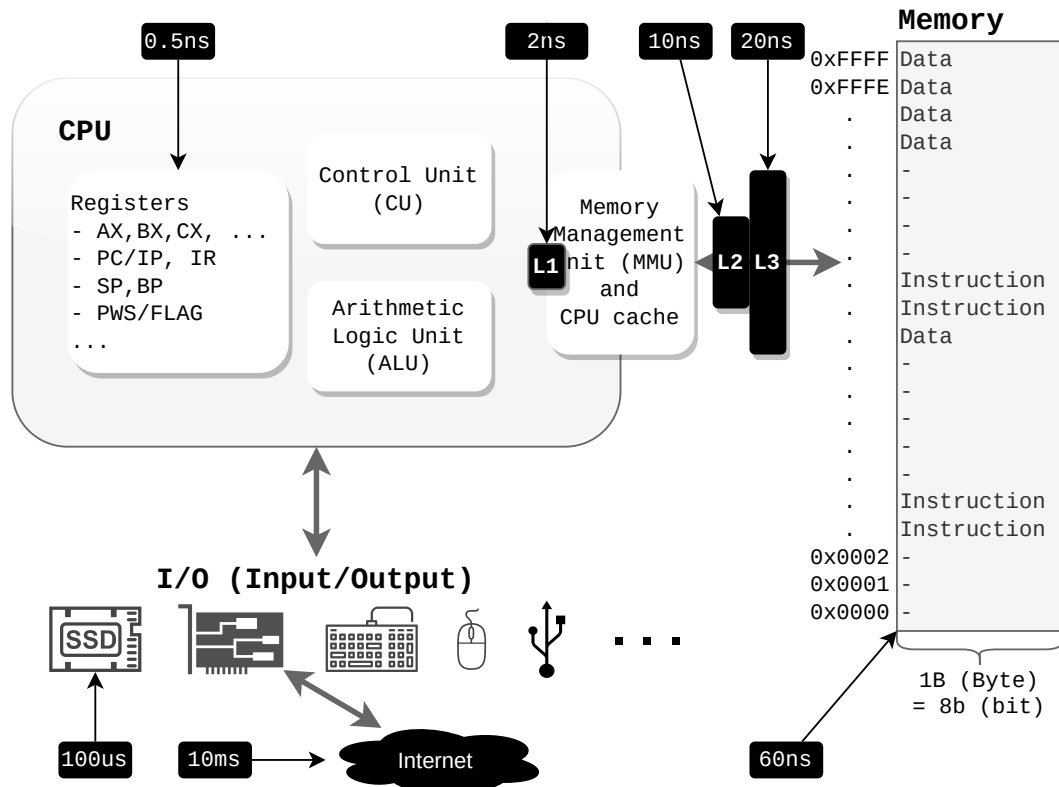 0.5ns
2ns
10ns
20ns
Memory
CPU
Registers
- AX,BX,CX, ...
- PC/IP, IR
- SP,BP
- PWS/FLAG
...
Control Unit
(CU)
Arithmetic
Logic Unit
(ALU)
L1
Memory
Management
Unit (MMU)
and
CPU cache
L2
L3
0xFFFF Data
0xFFFE Data
. Data
. Data
. -
. -
. -
. -
. Instruction
. Instruction
. Data
. -
. -
. -
. -
. -
. Instruction
. Instruction
0x0002 -
0x0001 -
0x0000 -
1B (Byte)
= 8b (bit)
I/O (Input/Output)
SSD
...
100us
10ms
Internet
60ns